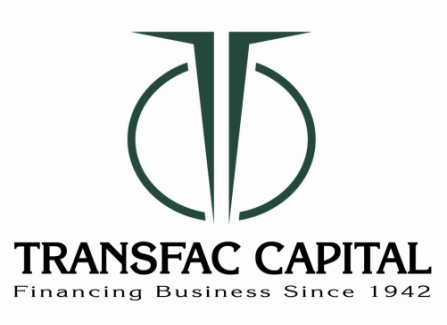 TRANSFAC CAPITAL
Financing Business Since 1942